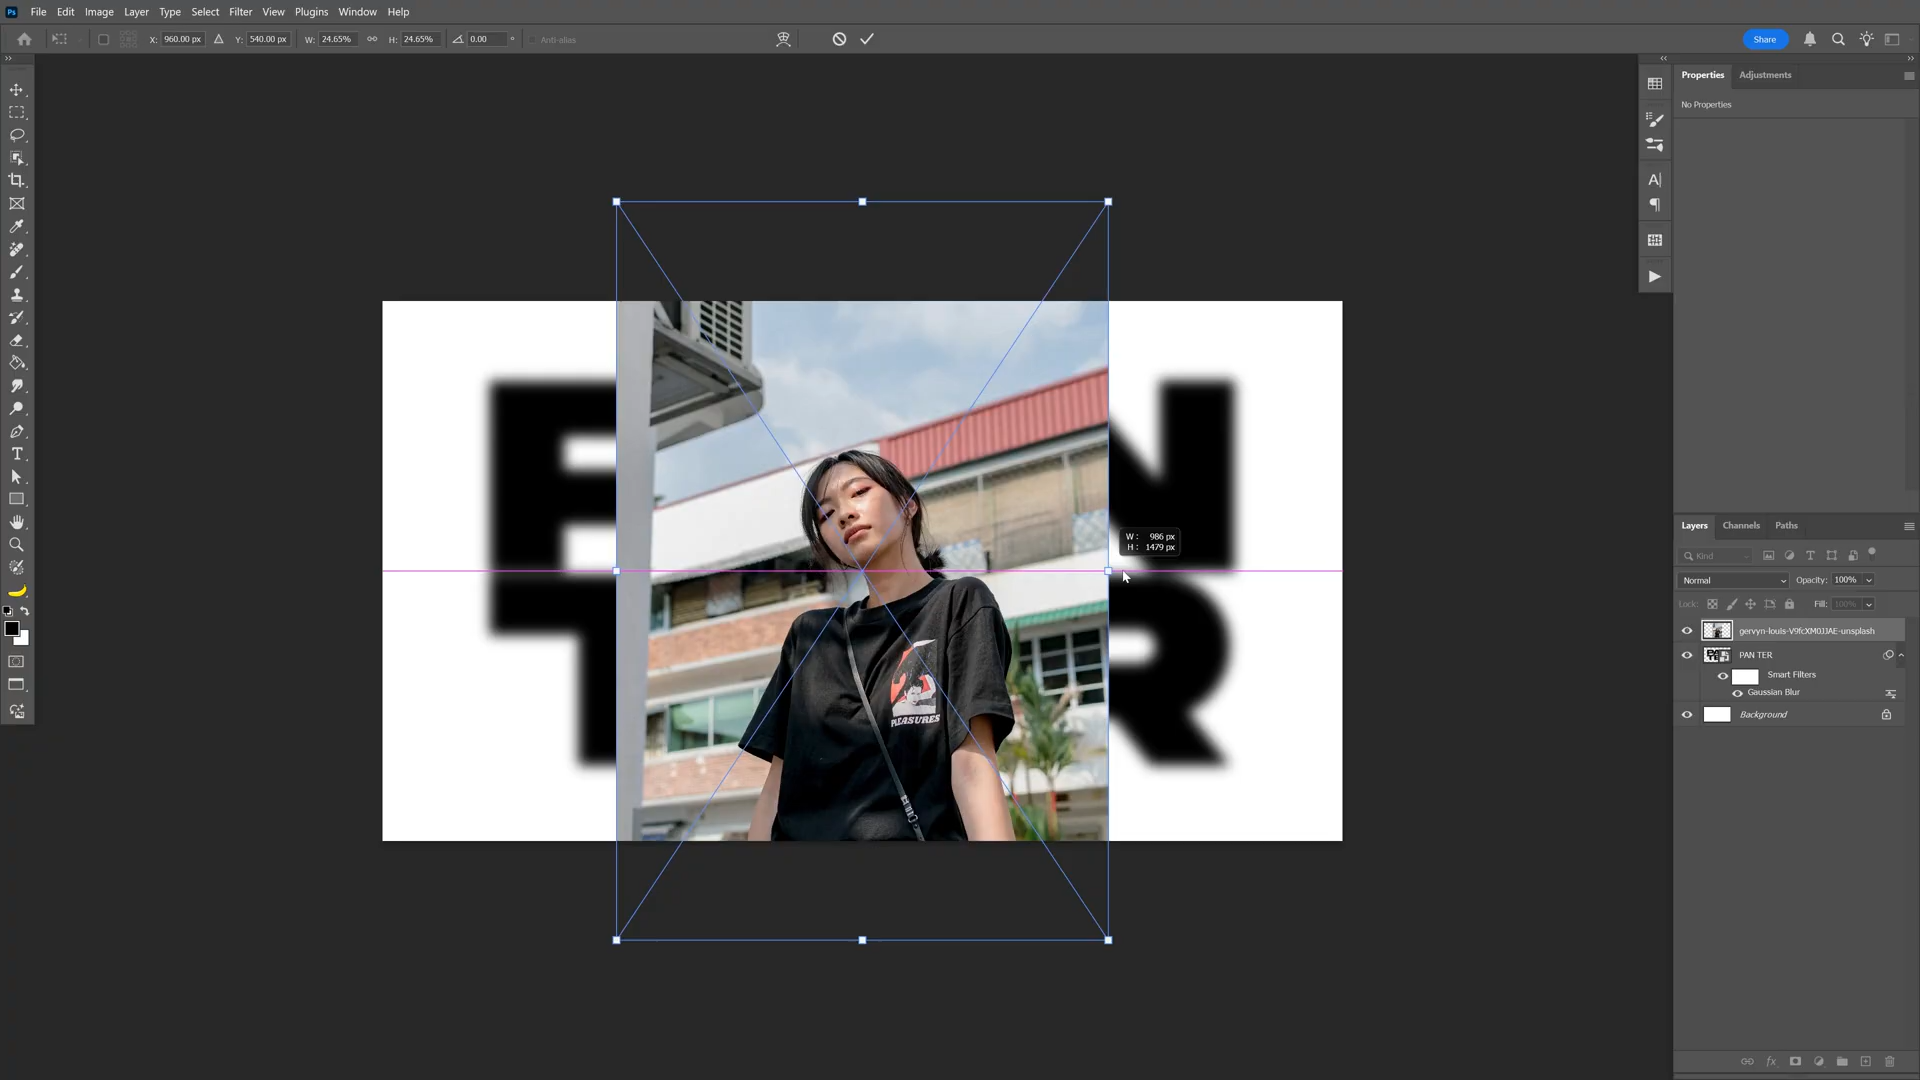 Ps File Edit Image Layer Type Select Filter View Plugins Window Help
X: 960.00 px Y: 540.00 px W: 24.65% H: 24.65% 0.00 ° Anti-alias Share
Properties Adjustments
No Properties
N
W : 986 px
H : 1479 px
T R
PLEASURES
Layers Channels Paths
Kind
Normal Opacity: 100%
Lock: Fill: 100%
gervyn-louis-V9fcXM0JJAE-unsplash
PAN TER
Smart Filters
Gaussian Blur
Background
fx